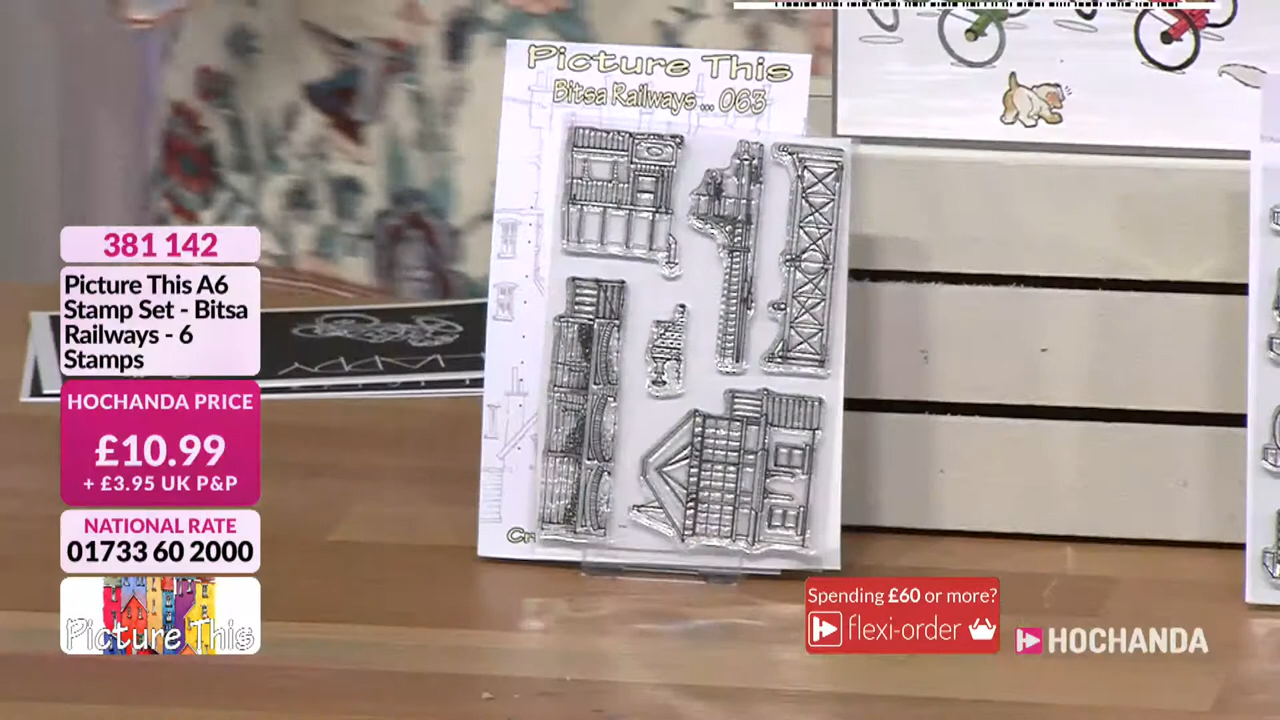 Picture This
Bitsa Railways ... 063
381 142
Picture This A6
Stamp Set - Bitsa
Railways - 6
Stamps
HOCHANDA PRICE
£10.99
+ £3.95 UK P&P
NATIONAL RATE
01733 60 2000
Picture This
Spending £60 or more?
flexi-order
HOCHANDA